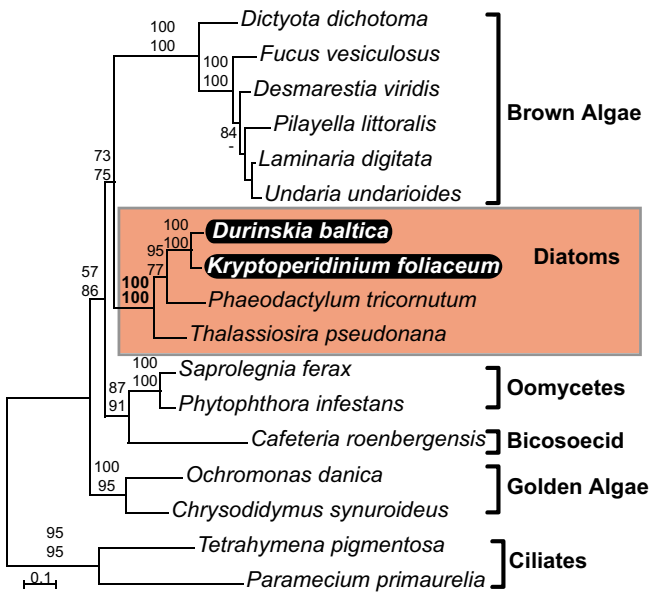 100
100
Dictyota dichotoma
100
100
Fucus vesiculosus
Desmarestia viridis
Brown Algae
84
-
Pilayella littoralis
Laminaria digitata
Undaria undarioides
73
75
100
100
Durinskia baltica
Diatoms
95
77
Kryptoperidinium foliaceum
100
100
Phaeodactylum tricornutum
Thalassiosira pseudonana
57
86
100
100
Saprolegnia ferax
Oomycetes
87
91
Phytophthora infestans
Cafeteria roenbergensis
Bicosoecid
100
95
Ochromonas danica
Golden Algae
Chrysodidymus synuroideus
95
95
Tetrahymena pigmentosa
Ciliates
Paramecium primaurelia
0.1